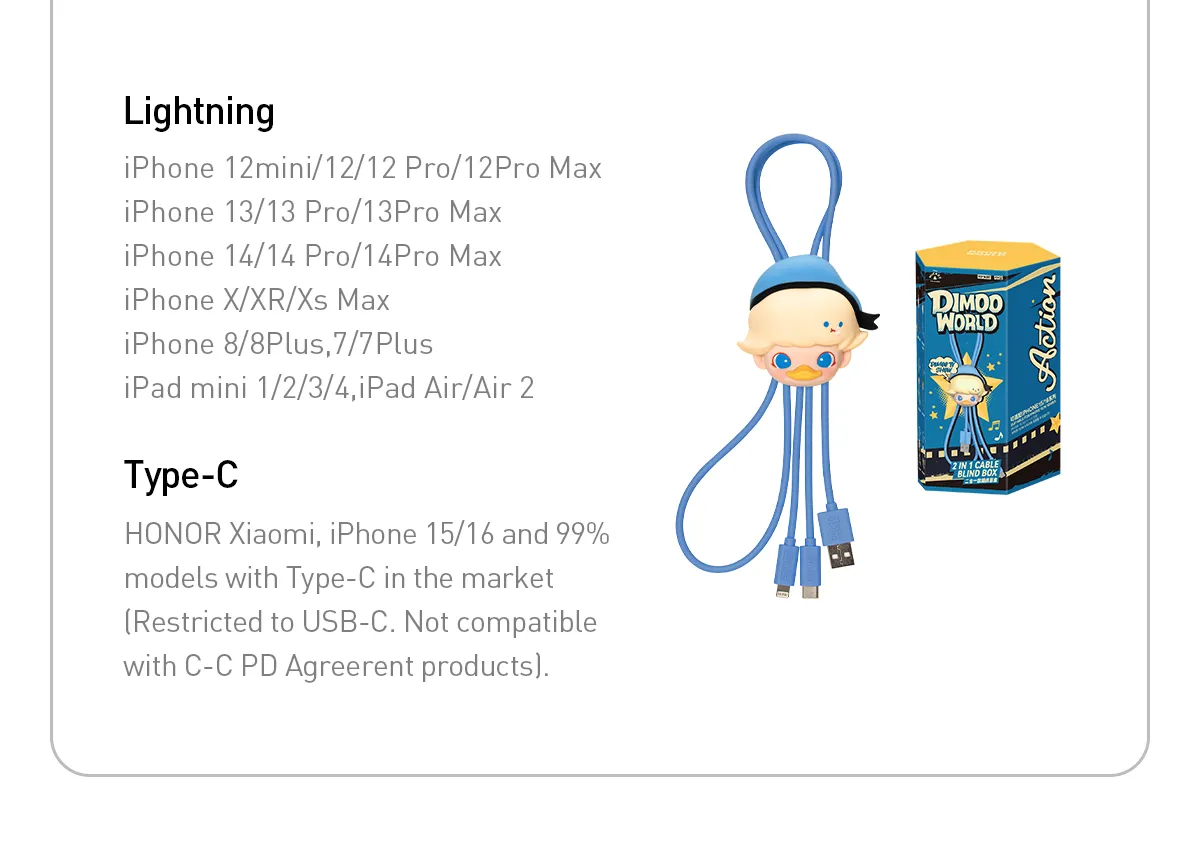 Lightning
iPhone 12mini/12/12 Pro/12Pro Max
iPhone 13/13 Pro/13Pro Max
iPhone 14/14 Pro/14Pro Max
iPhone X/XR/Xs Max
iPhone 8/8Plus,7/7Plus
iPad mini 1/2/3/4,iPad Air/Air 2
Type-C
HONOR Xiaomi, iPhone 15/16 and 99%
models with Type-C in the market
(Restricted to USB-C. Not compatible
with C-C PD Agreerent products).
DIMOO
WORLD
Action
2 IN 1 CABLE
BLIND BOX